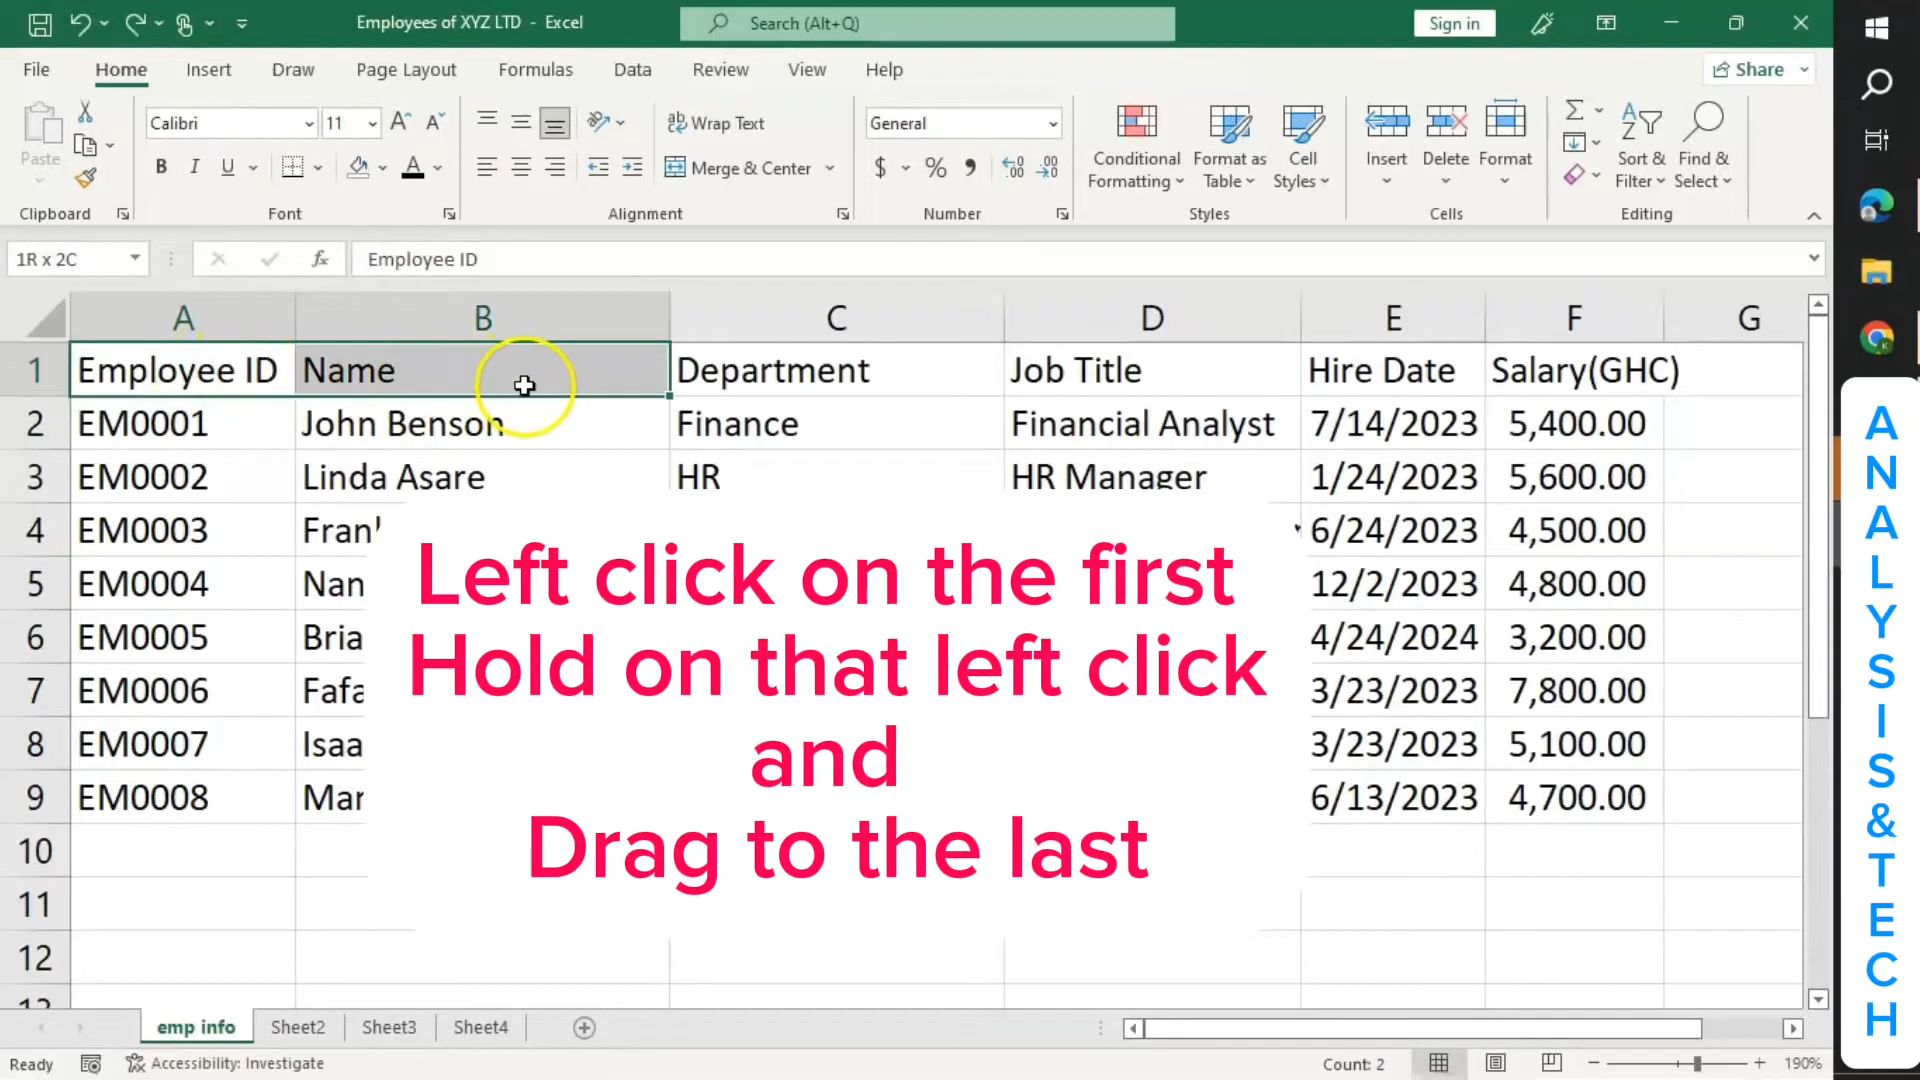 Employees of XYZ LTD - Excel
Search (Alt+Q)
Sign in
File Home Insert Draw Page Layout Formulas Data Review View Help
Share
Paste
Calibri 11
Wrap Text
General
B I U
Merge & Center
$ %
Conditional Formatting
Format as Table
Cell Styles
Insert
Delete
Format
Sort & Filter
Find & Select
Clipboard Font Alignment Number Styles Cells Editing
1R x 2C
fx
Employee ID
A B C D E F G
1 Employee ID Name Department Job Title Hire Date Salary(GHC)
2 EM0001 John Benson Finance Financial Analyst 7/14/2023 5,400.00
3 EM0002 Linda Asare HR HR Manager 1/24/2023 5,600.00
4 EM0003 6/24/2023 4,500.00
5 EM0004 Nan 12/2/2023 4,800.00
6 EM0005 Bria 4/24/2024 3,200.00
7 EM0006 Fafa 3/23/2023 7,800.00
8 EM0007 Isaa 3/23/2023 5,100.00
9 EM0008 Mar 6/13/2023 4,700.00
10
11
12
Left click on the first
Hold on that left click
and
Drag to the last
emp info Sheet2 Sheet3 Sheet4
Ready
Accessibility: Investigate
Count: 2
190%
ANALYSIS&TECH